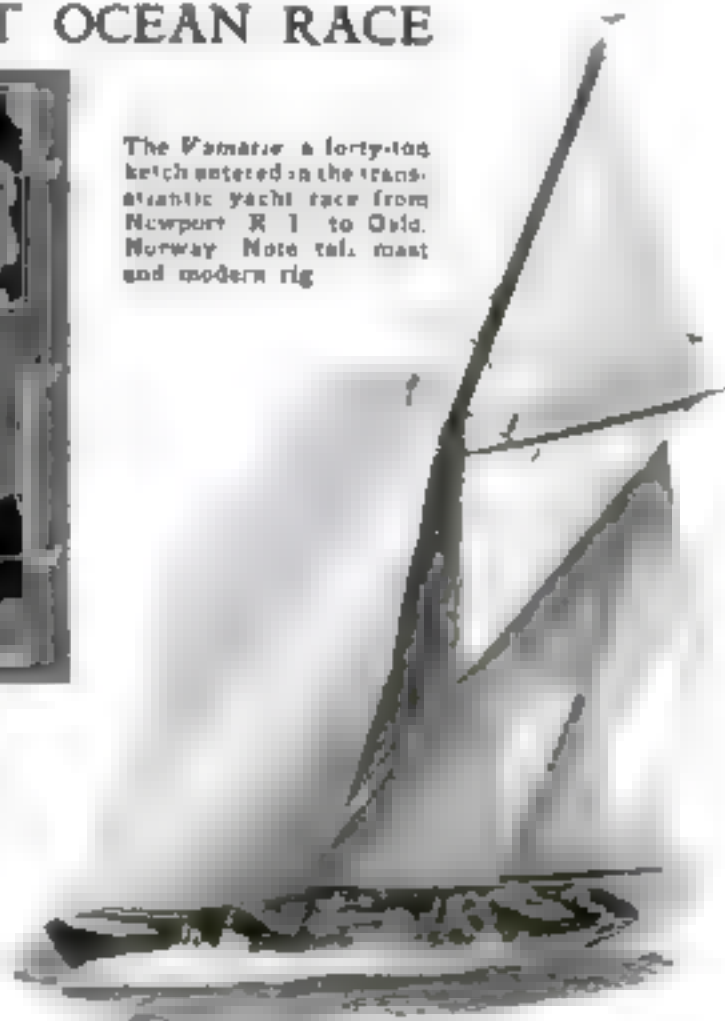 T OCEAN RACE
The Vamarie a forty-ton
ketch entered in the trans-
atlantic yacht race from
Newport R I to Oslo,
Norway Note tall mast
and modern rig